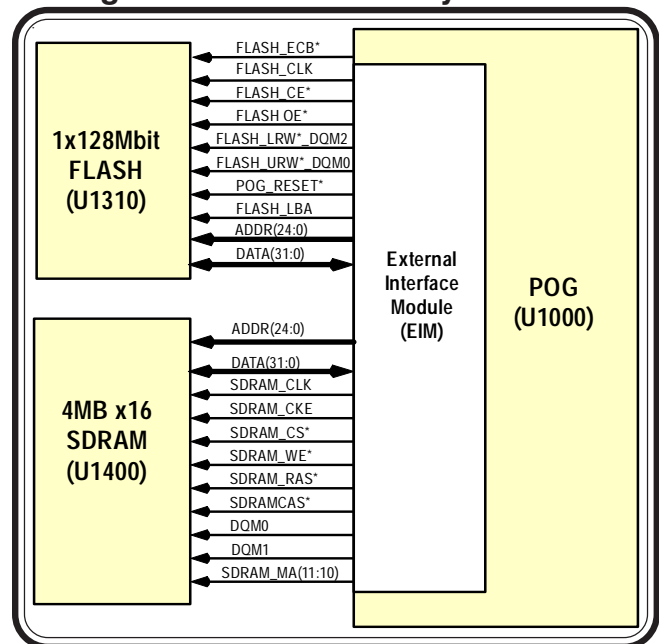 FLASH_ECB*
FLASH_CLK
FLASH_CE*
FLASH OE*
FLASH_LRW*_DQM2
FLASH_URW*_DQM0
POG_RESET*
FLASH_LBA
ADDR(24:0)
DATA(31:0)
1x128Mbit
FLASH
(U1310)
External
Interface
Module
(EIM)
POG
(U1000)
ADDR(24:0)
DATA(31:0)
SDRAM_CLK
SDRAM_CKE
SDRAM_CS*
SDRAM_WE*
SDRAM_RAS*
SDRAMCAS*
DQM0
DQM1
SDRAM_MA(11:10)
4MB x16
SDRAM
(U1400)